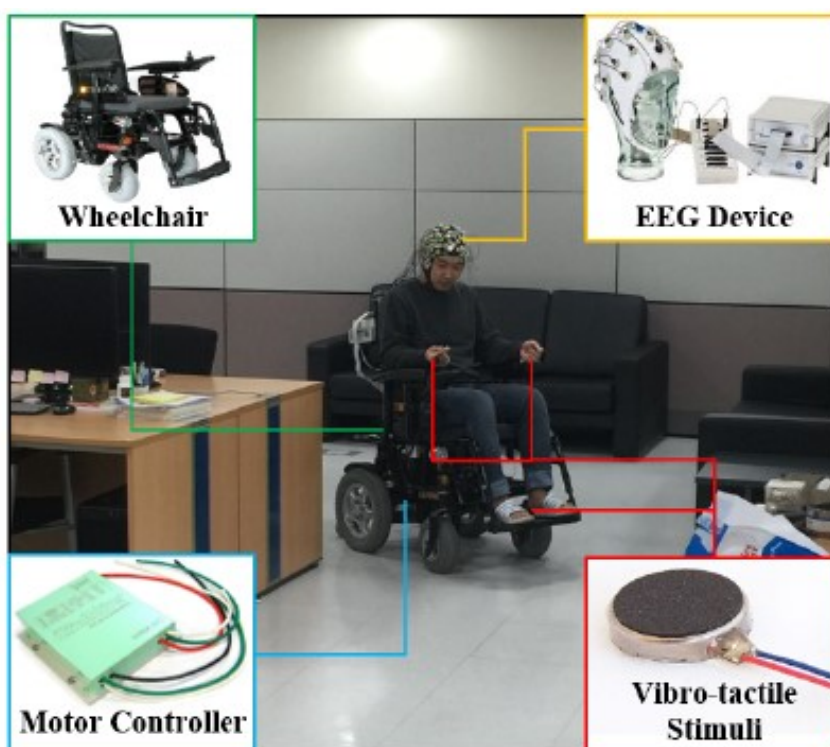 Wheelchair
EEG Device
Motor Controller
Vibro-tactile
Stimuli